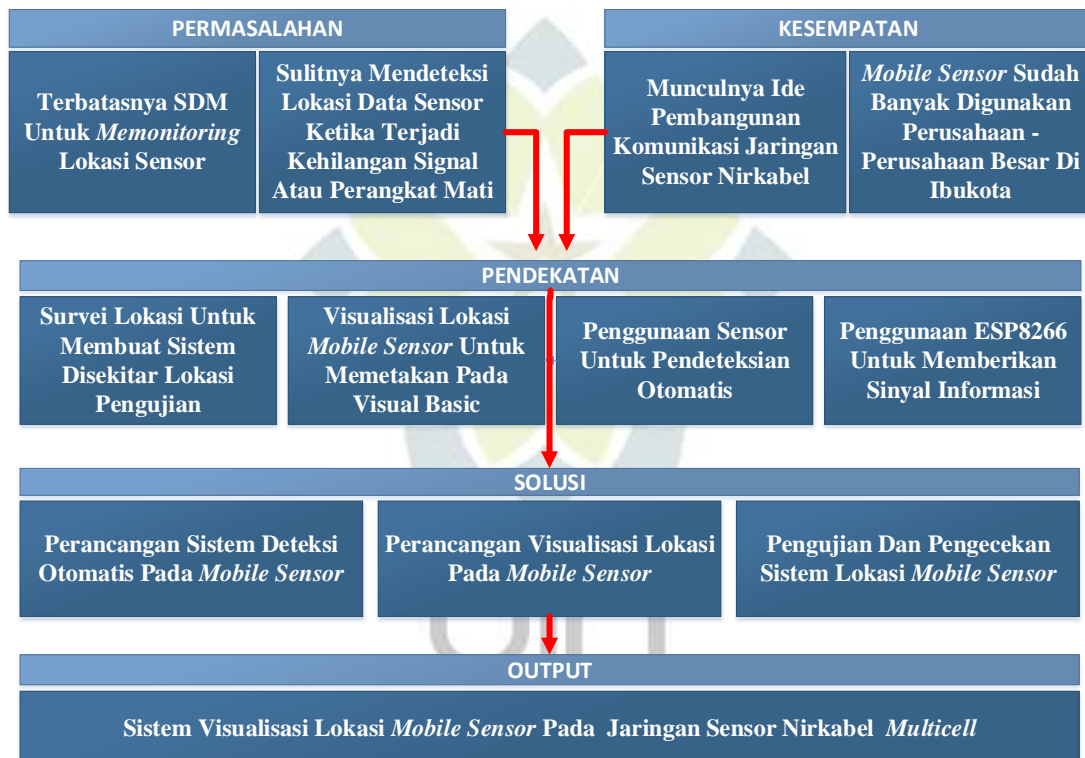 PERMASALAHAN
Terbatasnya SDM
Untuk Memonitoring
Lokasi Sensor
Sulitnya Mendeteksi
Lokasi Data Sensor
Ketika Terjadi
Kehilangan Signal
Atau Perangkat Mati
KESEMPATAN
Munculnya Ide
Pembangunan
Komunikasi Jaringan
Sensor Nirkabel
Mobile Sensor Sudah
Banyak Digunakan
Perusahaan -
Perusahaan Besar Di
Ibukota
PENDEKATAN
Survei Lokasi Untuk
Membuat Sistem
Disekitar Lokasi
Pengujian
Visualisasi Lokasi
Mobile Sensor Untuk
Memetakan Pada
Visual Basic
Penggunaan Sensor
Untuk Pendeteksian
Otomatis
Penggunaan ESP8266
Untuk Memberikan
Sinyal Informasi
SOLUSI
Perancangan Sistem Deteksi
Otomatis Pada Mobile Sensor
Perancangan Visualisasi Lokasi
Pada Mobile Sensor
Pengujian Dan Pengecekan
Sistem Lokasi Mobile Sensor
OUTPUT
Sistem Visualisasi Lokasi Mobile Sensor Pada Jaringan Sensor Nirkabel Multicell